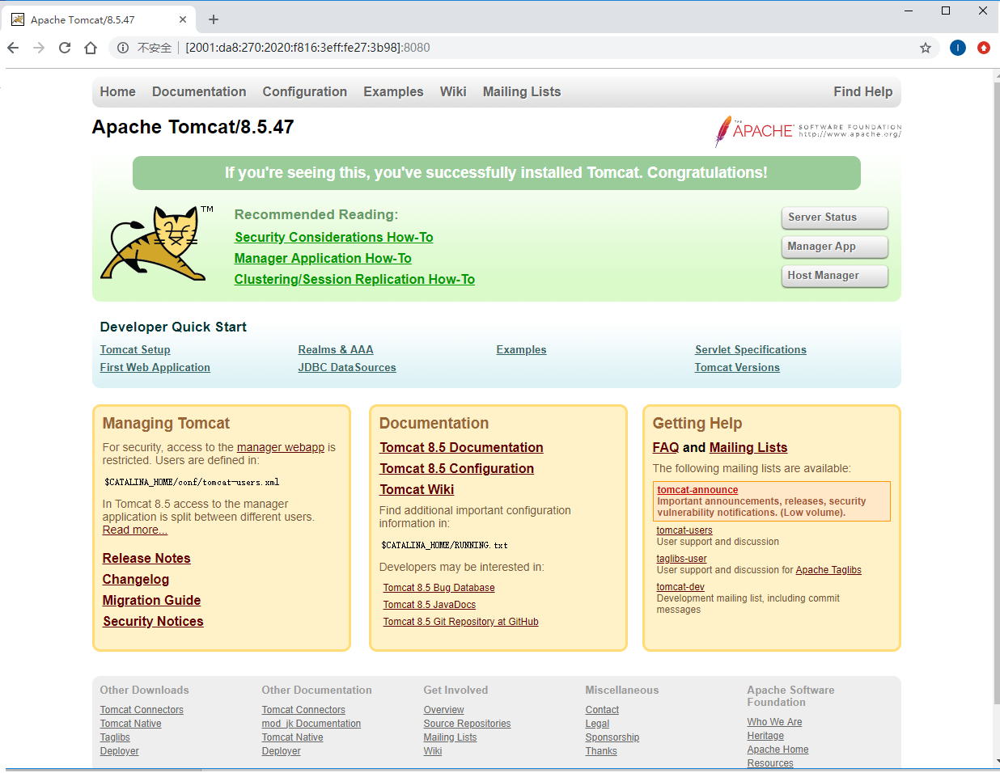 Apache Tomcat/8.5.47
不安全 [2001:da8:270:2020:f816:3eff:fe27:3b98]:8080
Home Documentation Configuration Examples Wiki Mailing Lists Find Help
Apache Tomcat/8.5.47
THE APACHE SOFTWARE FOUNDATION
http://www.apache.org/
If you're seeing this, you've successfully installed Tomcat. Congratulations!
TM
Recommended Reading:
Security Considerations How-To
Manager Application How-To
Clustering/Session Replication How-To
Server Status
Manager App
Host Manager
Developer Quick Start
Tomcat Setup
First Web Application
Realms & AAA
JDBC DataSources
Examples
Servlet Specifications
Tomcat Versions
Managing Tomcat
For security, access to the manager webapp is
restricted. Users are defined in:
$CATALINA_HOME/conf/tomcat-users.xml
In Tomcat 8.5 access to the manager
application is split between different users.
Read more...
Release Notes
Changelog
Migration Guide
Security Notices
Documentation
Tomcat 8.5 Documentation
Tomcat 8.5 Configuration
Tomcat Wiki
Find additional important configuration
information in:
$CATALINA_HOME/RUNNING.txt
Developers may be interested in:
Tomcat 8.5 Bug Database
Tomcat 8.5 JavaDocs
Tomcat 8.5 Git Repository at GitHub
Getting Help
FAQ and Mailing Lists
The following mailing lists are available:
tomcat-announce
Important announcements, releases, security
vulnerability notifications. (Low volume).
tomcat-users
User support and discussion
taglibs-user
User support and discussion for Apache Taglibs
tomcat-dev
Development mailing list, including commit
messages
Other Downloads
Tomcat Connectors
Tomcat Native
Taglibs
Deployer
Other Documentation
Tomcat Connectors
mod_jk Documentation
Tomcat Native
Deployer
Get Involved
Overview
Source Repositories
Mailing Lists
Wiki
Miscellaneous
Contact
Legal
Sponsorship
Thanks
Apache Software
Foundation
Who We Are
Heritage
Apache Home
Resources